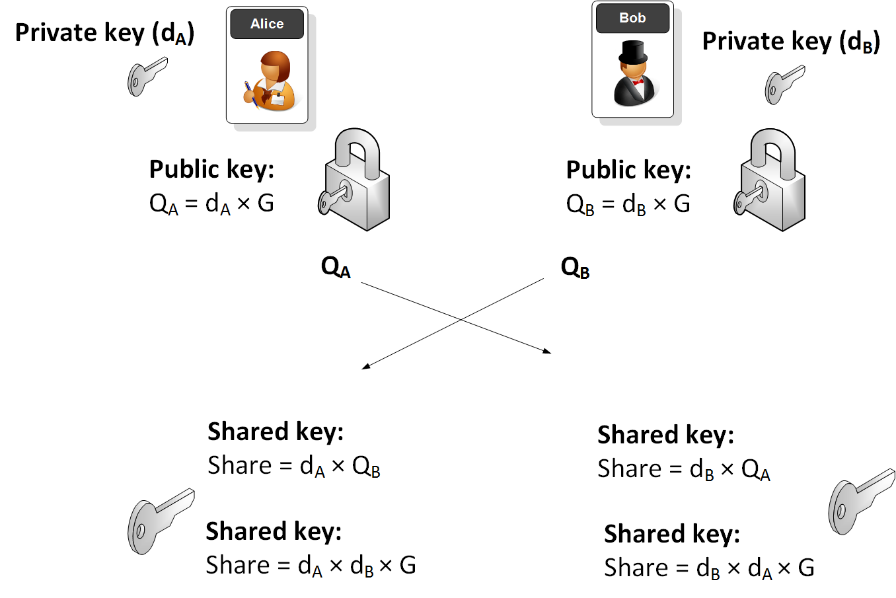 Alice
Bob
Private key (dA)
Private key (dB)
Public key:
QA = dA × G
Public key:
QB = dB × G
QA
QB
Shared key:
Share = dA × QB
Shared key:
Share = dB × QA
Shared key:
Share = dA × dB × G
Shared key:
Share = dB × dA × G